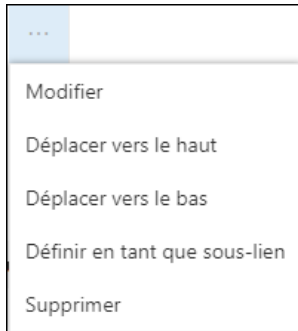 ...
Modifier
Déplacer vers le haut
Déplacer vers le bas
Définir en tant que sous-lien
Supprimer